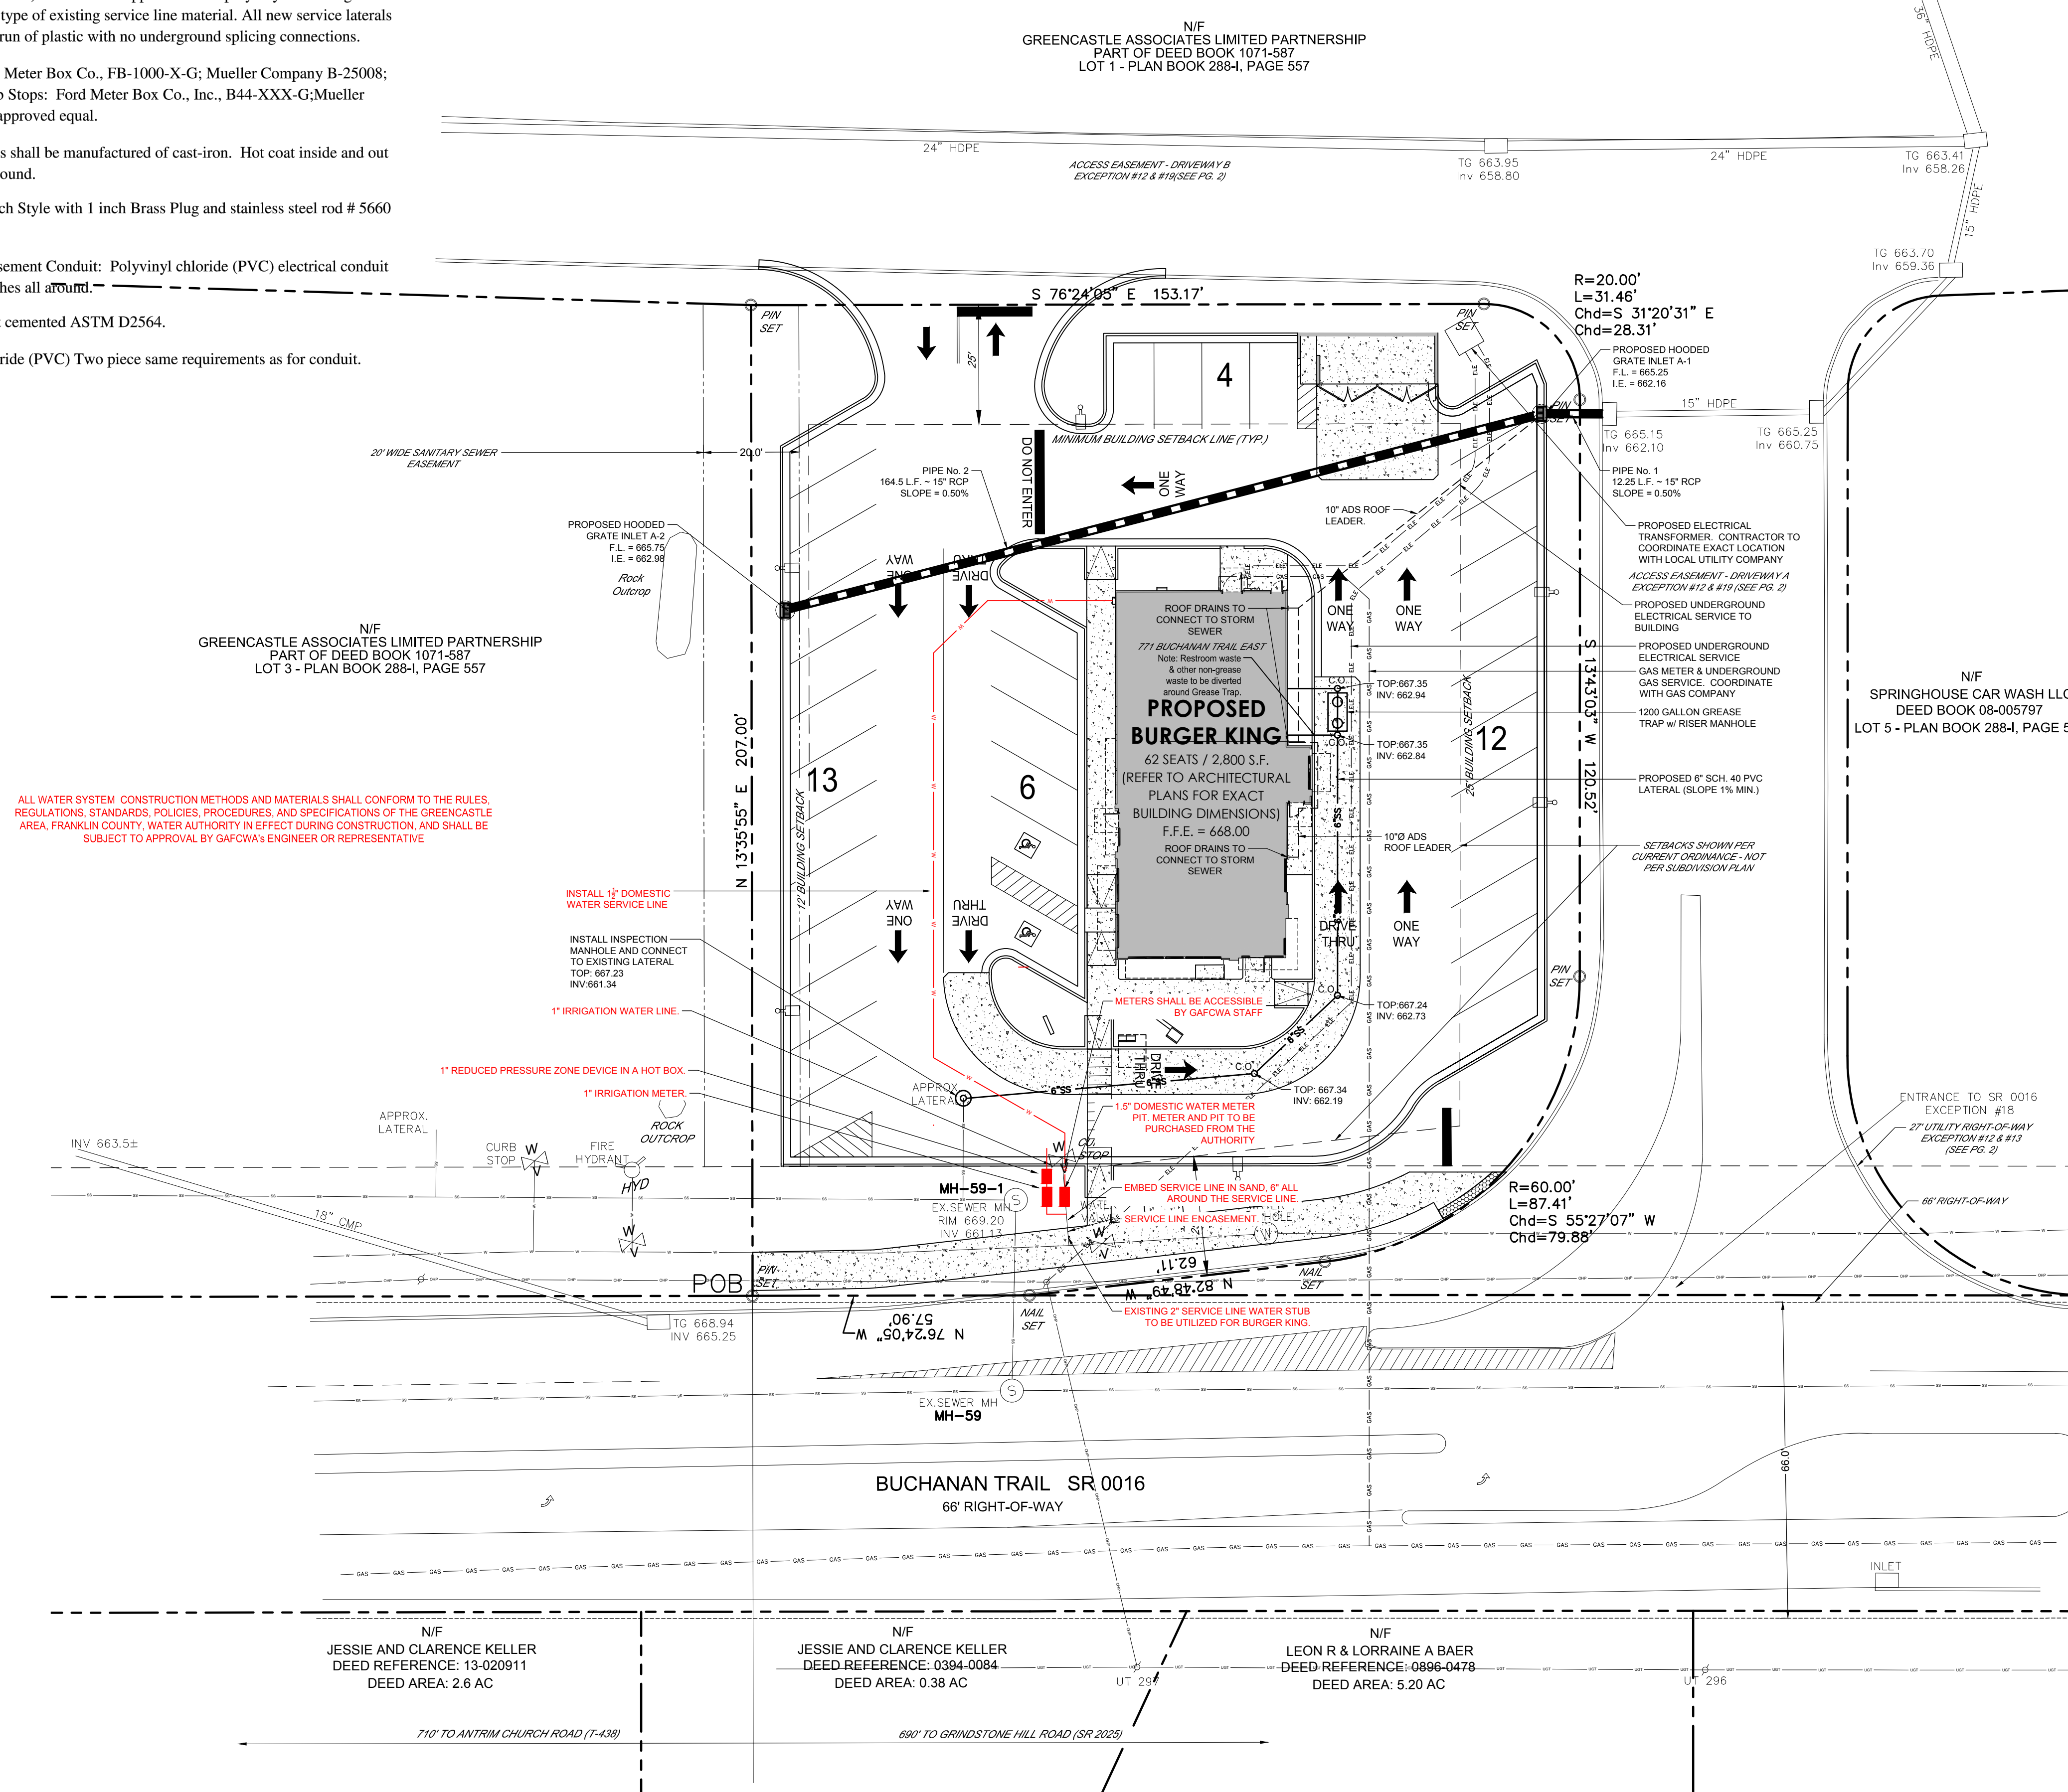 type of existing service line material. All new service laterals
run of plastic with no underground splicing connections.
Meter Box Co., FB-1000-X-G; Mueller Company B-25008;
Stops: Ford Meter Box Co., Inc., B44-XXX-G;Mueller
approved equal.
s shall be manufactured of cast-iron. Hot coat inside and out
ound.
ch Style with 1 inch Brass Plug and stainless steel rod # 5660
sement Conduit: Polyvinyl chloride (PVC) electrical conduit
hes all around.
cemented ASTM D2564.
ride (PVC) Two piece same requirements as for conduit.
N/F
GREENCASTLE ASSOCIATES LIMITED PARTNERSHIP
PART OF DEED BOOK 1071-587
LOT 1 - PLAN BOOK 288-I, PAGE 557
36" HDPE
24" HDPE
ACCESS EASEMENT - DRIVEWAY B
EXCEPTION #12 & #19(SEE PG. 2)
TG 663.95
Inv 658.80
24" HDPE
TG 663.41
Inv 658.26
15" HDPE
TG 663.70
Inv 659.36
S 76°24'05" E 153.17'
PIN
SET
PIN
SET
R=20.00'
L=31.46'
Chd=S 31°20'31" E
Chd=28.31'
PROPOSED HOODED
GRATE INLET A-1
F.L. = 665.25
I.E. = 662.16
25'
4
PIN
SET
15" HDPE
TG 665.15
Inv 662.10
TG 665.25
Inv 660.75
MINIMUM BUILDING SETBACK LINE (TYP.)
DO NOT ENTER
20' WIDE SANITARY SEWER
EASEMENT
20.0'
PIPE No. 2
164.5 L.F. ~ 15" RCP
SLOPE = 0.50%
ONE
WAY
PIPE No. 1
12.25 L.F. ~ 15" RCP
SLOPE = 0.50%
10" ADS ROOF
LEADER.
PROPOSED HOODED
GRATE INLET A-2
F.L. = 665.75
I.E. = 662.98
Rock
Outcrop
ONE
WAY
DRIVE
THRU
PROPOSED ELECTRICAL
TRANSFORMER. CONTRACTOR TO
COORDINATE EXACT LOCATION
WITH LOCAL UTILITY COMPANY
ACCESS EASEMENT - DRIVEWAY A
EXCEPTION #12 & #19 (SEE PG. 2)
PROPOSED UNDERGROUND
ELECTRICAL SERVICE TO
BUILDING
PROPOSED UNDERGROUND
ELECTRICAL SERVICE
GAS METER & UNDERGROUND
GAS SERVICE. COORDINATE
WITH GAS COMPANY
1200 GALLON GREASE
TRAP w/ RISER MANHOLE
N/F
GREENCASTLE ASSOCIATES LIMITED PARTNERSHIP
PART OF DEED BOOK 1071-587
LOT 3 - PLAN BOOK 288-I, PAGE 557
ROOF DRAINS TO
CONNECT TO STORM
SEWER
771 BUCHANAN TRAIL EAST
Note: Restroom waste
& other non-grease
waste to be diverted
around Grease Trap.
PROPOSED
BURGER KING
62 SEATS / 2,800 S.F.
(REFER TO ARCHITECTURAL
PLANS FOR EXACT
BUILDING DIMENSIONS)
F.F.E. = 668.00
ROOF DRAINS TO
CONNECT TO STORM
SEWER
ONE
WAY
ONE
WAY
C.O.
TOP:667.35
INV: 662.94
C.O.
TOP:667.35
INV: 662.84
12
25' BUILDING SETBACK
S 13°43'03" W 120.52'
N/F
SPRINGHOUSE CAR WASH LLC
DEED BOOK 08-005797
LOT 5 - PLAN BOOK 288-I, PAGE 5
PROPOSED 6" SCH. 40 PVC
LATERAL (SLOPE 1% MIN.)
N 13°35'55" E 207.00'
12' BUILDING SETBACK
13
6
6"SS
10"Ø ADS
ROOF LEADER
SETBACKS SHOWN PER
CURRENT ORDINANCE - NOT
PER SUBDIVISION PLAN
ALL WATER SYSTEM CONSTRUCTION METHODS AND MATERIALS SHALL CONFORM TO THE RULES,
REGULATIONS, STANDARDS, POLICIES, PROCEDURES, AND SPECIFICATIONS OF THE GREENCASTLE
AREA, FRANKLIN COUNTY, WATER AUTHORITY IN EFFECT DURING CONSTRUCTION, AND SHALL BE
SUBJECT TO APPROVAL BY GAFCWA's ENGINEER OR REPRESENTATIVE
INSTALL 1½" DOMESTIC
WATER SERVICE LINE
ONE
WAY
DRIVE
THRU
DRIVE
THRU
ONE
WAY
INSTALL INSPECTION
MANHOLE AND CONNECT
TO EXISTING LATERAL
TOP: 667.23
INV:661.34
PIN
SET
C.O.
TOP:667.24
INV: 662.73
1" IRRIGATION WATER LINE.
METERS SHALL BE ACCESSIBLE
BY GAFCWA STAFF
6"SS
1" REDUCED PRESSURE ZONE DEVICE IN A HOT BOX.
1" IRRIGATION METER.
DRIVE
THRU
C.O.
TOP: 667.34
INV: 662.19
APPROX
LATERAL
6"SS
6"SS
ROCK
OUTCROP
1.5" DOMESTIC WATER METER
PIT. METER AND PIT TO BE
PURCHASED FROM THE
AUTHORITY
ENTRANCE TO SR 0016
EXCEPTION #18
27' UTILITY RIGHT-OF-WAY
EXCEPTION #12 & #13
(SEE PG. 2)
66' RIGHT-OF-WAY
INV 663.5±
APPROX.
LATERAL
CURB
STOP
W
V
FIRE
HYDRANT
HYD
W
V
18" CMP
MH-59-1
EX.SEWER MH
RIM 669.20
INV 661.13
S
W
V
STOP
EMBED SERVICE LINE IN SAND, 6" ALL
AROUND THE SERVICE LINE.
SERVICE LINE ENCASEMENT.
HOLE
W
V
R=60.00'
L=87.41'
Chd=S 55°27'07" W
Chd=79.88'
POB
PIN
SET
62.11'
N 82°48'49" W
NAIL
SET
NAIL
SET
EXISTING 2" SERVICE LINE WATER STUB
TO BE UTILIZED FOR BURGER KING.
N 76°24'05" W
57.90'
TG 668.94
INV 665.25
S
EX.SEWER MH
MH-59
66.0'
BUCHANAN TRAIL SR 0016
66' RIGHT-OF-WAY
INLET
N/F
JESSIE AND CLARENCE KELLER
DEED REFERENCE: 13-020911
DEED AREA: 2.6 AC
N/F
JESSIE AND CLARENCE KELLER
DEED REFERENCE: 0394-0084
DEED AREA: 0.38 AC
N/F
LEON R & LORRAINE A BAER
DEED REFERENCE: 0896-0478
DEED AREA: 5.20 AC
UT 297
UT 296
710' TO ANTRIM CHURCH ROAD (T-438)
690' TO GRINDSTONE HILL ROAD (SR 2025)